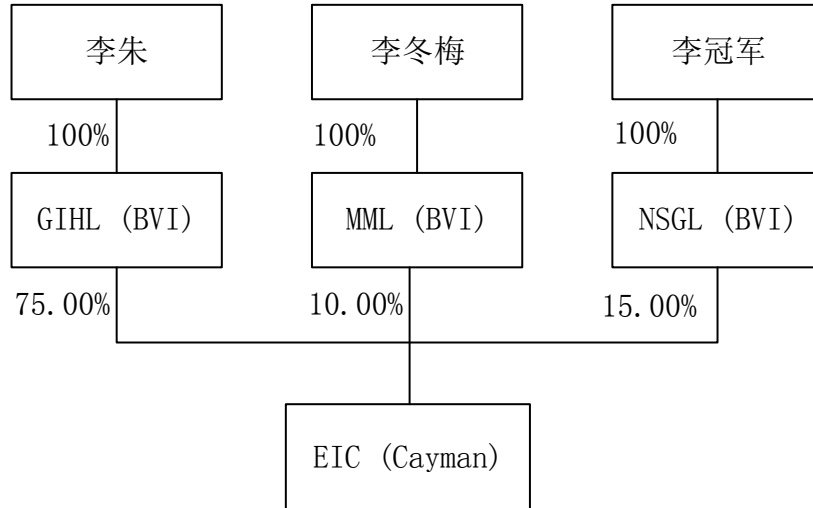 李朱
李冬梅
李冠军
100%
100%
100%
GIHL (BVI)
MML (BVI)
NSGL (BVI)
75.00%
10.00%
15.00%
EIC (Cayman)